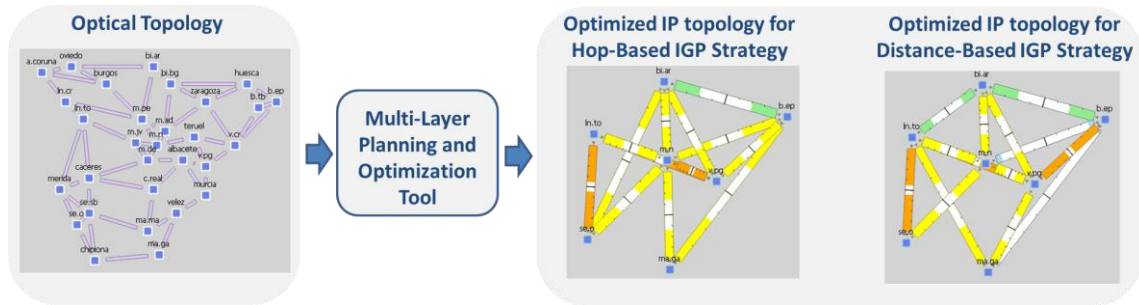 Optical Topology
oviedo
bi.ar
a.coruna
burgos
bi.bg
huesca
zaragoza
b.ep
ln.cr
b.tb
ln.to
m.pe
m.ad
teruel
m.jv
m.n
v.cr
m.de
albacete
v.pg
caceres
merida
c.real
murcia
se.sb
velez
se.o
ma.ma
chipiona
ma.ga
Multi-Layer
Planning and
Optimization
Tool
Optimized IP topology for
Hop-Based IGP Strategy
bi.ar
b.ep
ln.to
m.n
v.pg
se.o
ma.ga
Optimized IP topology for
Distance-Based IGP Strategy
bi.ar
b.ep
ln.to
m.n
v.pg
se.o
ma.ga